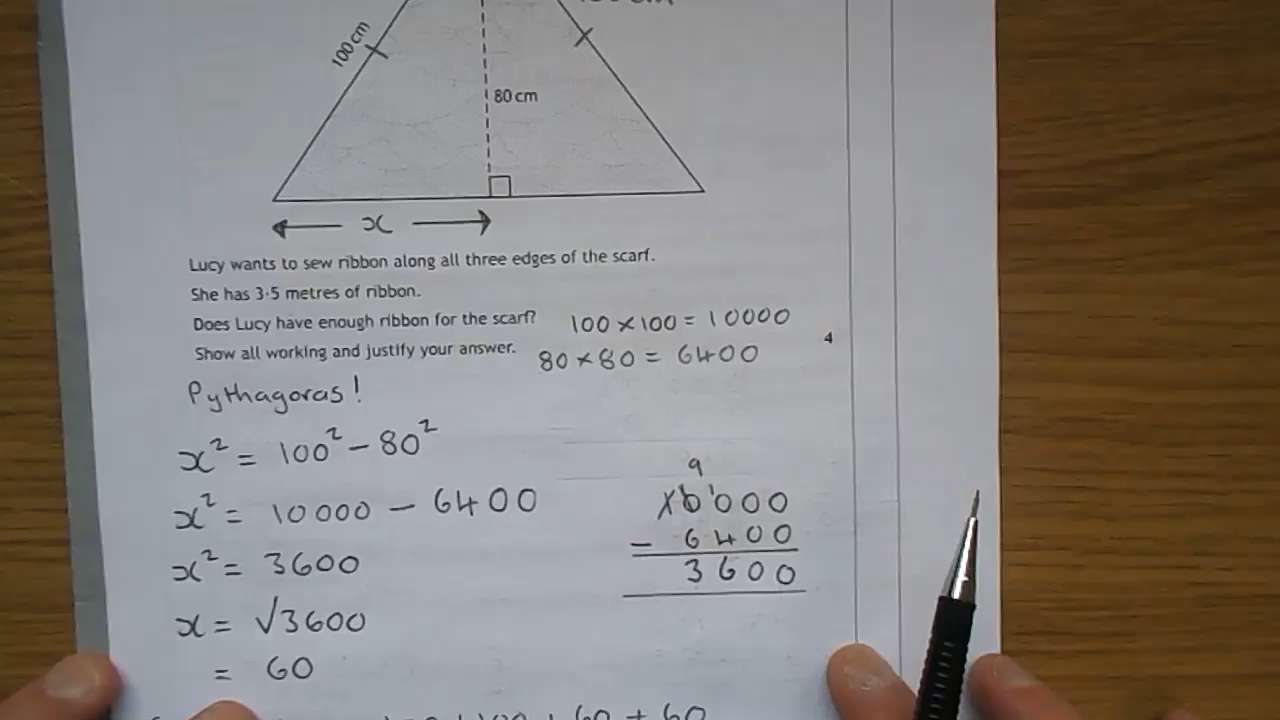 100 cm
80 cm
x
Lucy wants to sew ribbon along all three edges of the scarf.
She has 3·5 metres of ribbon.
Does Lucy have enough ribbon for the scarf?
100 × 100 = 10000
Show all working and justify your answer.
80 × 80 = 6400
4
Pythagoras!
x² = 100² − 80²
x² = 10000 − 6400
x² = 3600
x = √3600
= 60
9
10¹000
− 6400
3600
+ 60 + 60